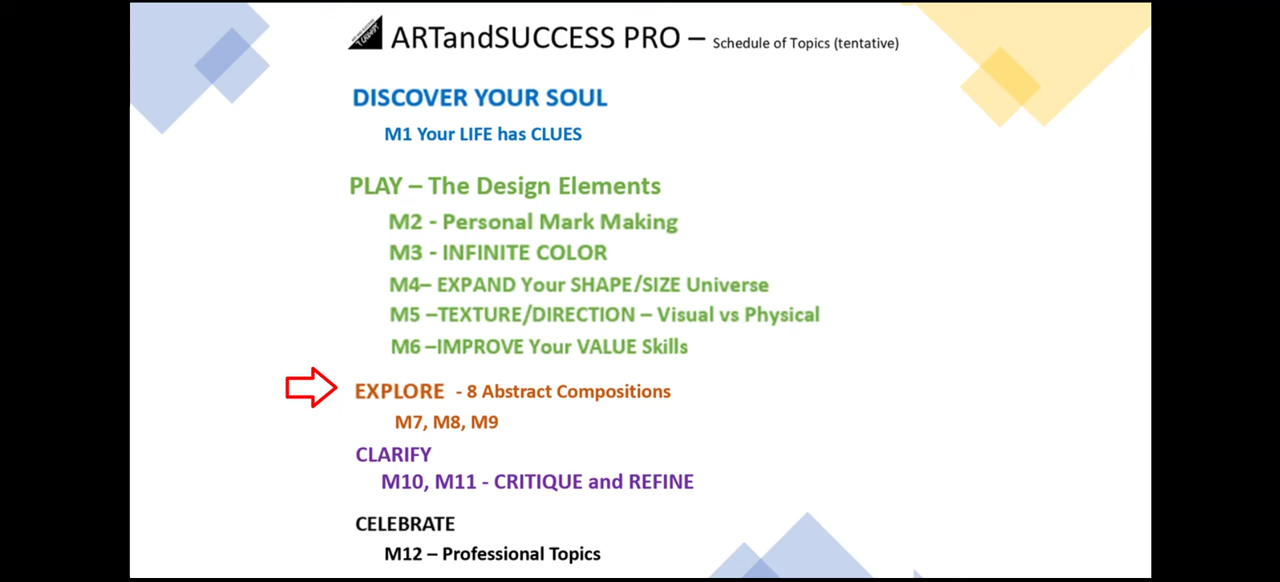 ARTandSUCCESS PRO – Schedule of Topics (tentative)
DISCOVER YOUR SOUL
M1 Your LIFE has CLUES
PLAY – The Design Elements
M2 - Personal Mark Making
M3 - INFINITE COLOR
M4– EXPAND Your SHAPE/SIZE Universe
M5 –TEXTURE/DIRECTION – Visual vs Physical
M6 –IMPROVE Your VALUE Skills
EXPLORE - 8 Abstract Compositions
M7, M8, M9
CLARIFY
M10, M11 - CRITIQUE and REFINE
CELEBRATE
M12 – Professional Topics